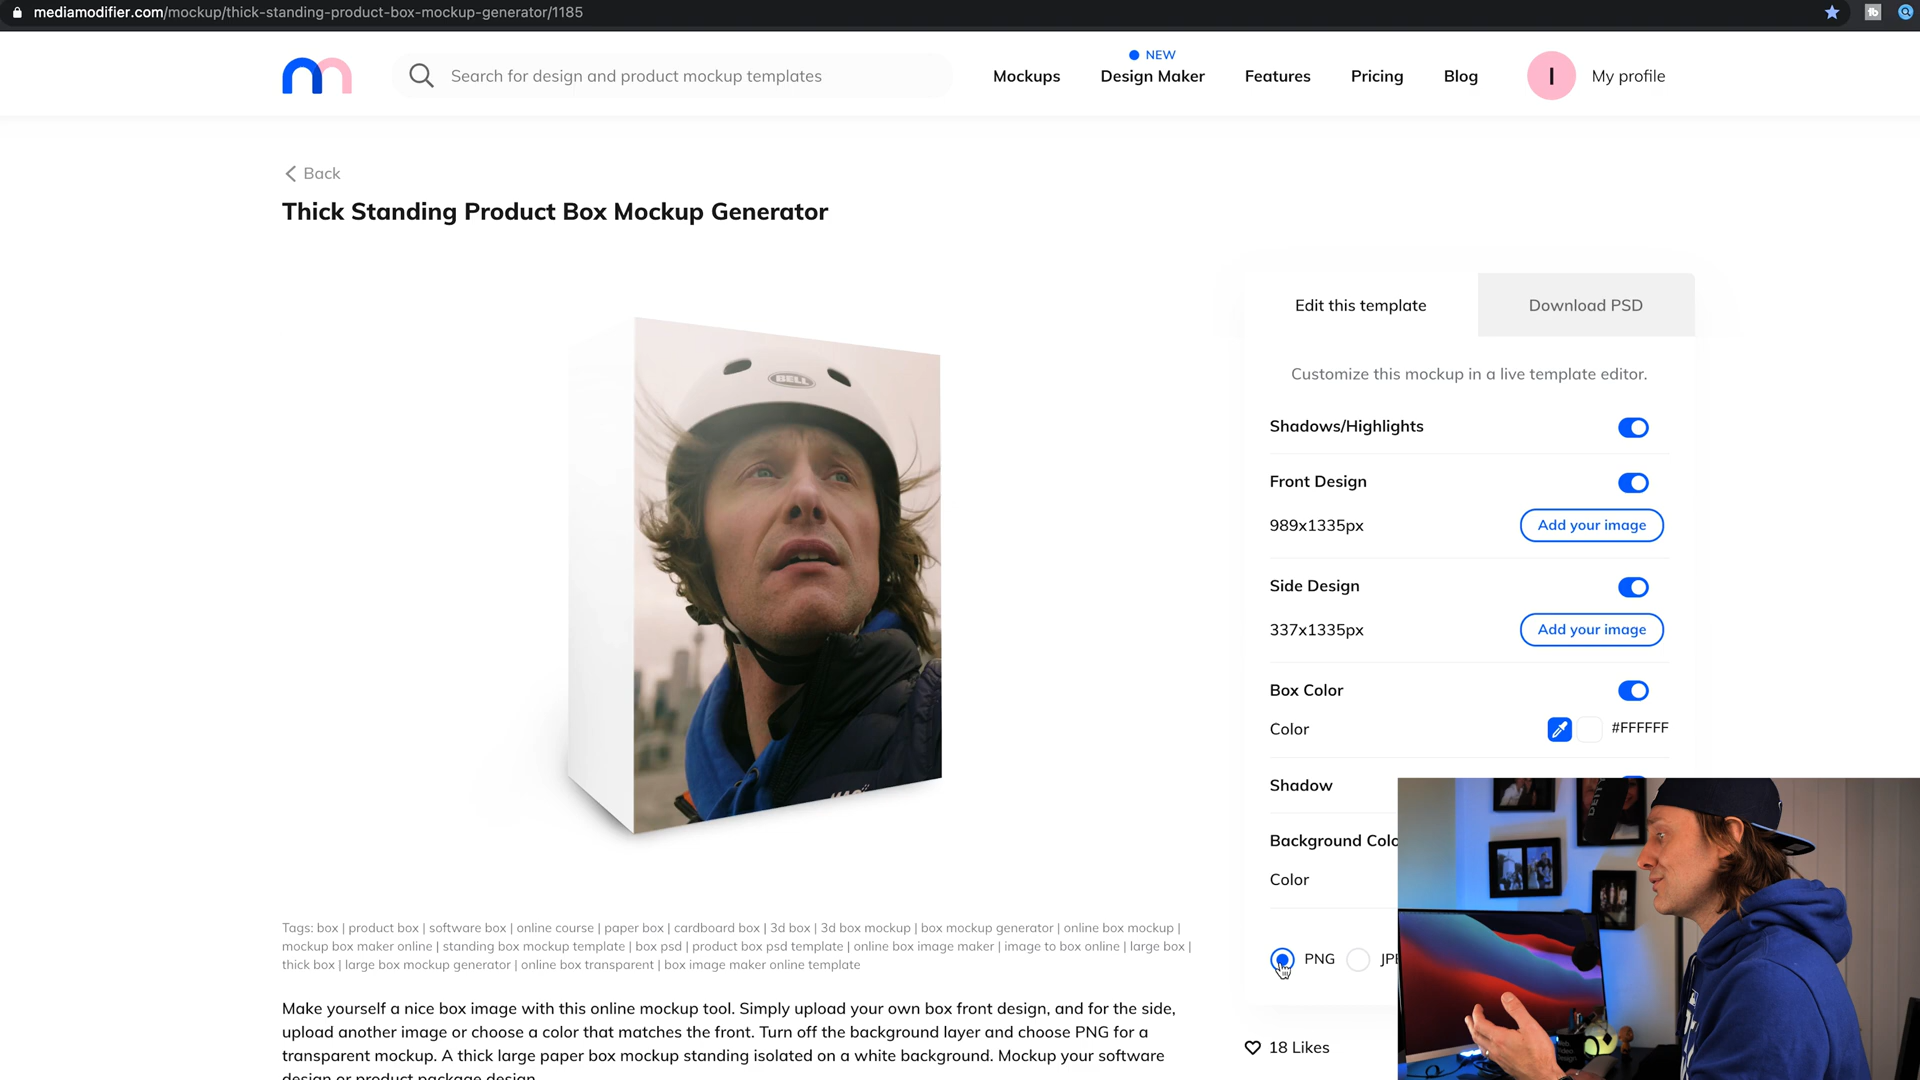 mediamodifier.com/mockup/thick-standing-product-box-mockup-generator/1185
Search for design and product mockup templates
Mockups
NEW
Design Maker
Features
Pricing
Blog
I
My profile
Back
Thick Standing Product Box Mockup Generator
BELL
Edit this template
Download PSD
Customize this mockup in a live template editor.
Shadows/Highlights
Front Design
989x1335px
Add your image
Side Design
337x1335px
Add your image
Box Color
Color
#FFFFFF
Shadow
Background Colo
Color
PNG
JPE
18 Likes
Tags: box | product box | software box | online course | paper box | cardboard box | 3d box | 3d box mockup | box mockup generator | online box mockup |
mockup box maker online | standing box mockup template | box psd | product box psd template | online box image maker | image to box online | large box |
thick box | large box mockup generator | online box transparent | box image maker online template
Make yourself a nice box image with this online mockup tool. Simply upload your own box front design, and for the side,
upload another image or choose a color that matches the front. Turn off the background layer and choose PNG for a
transparent mockup. A thick large paper box mockup standing isolated on a white background. Mockup your software
design or product package design.